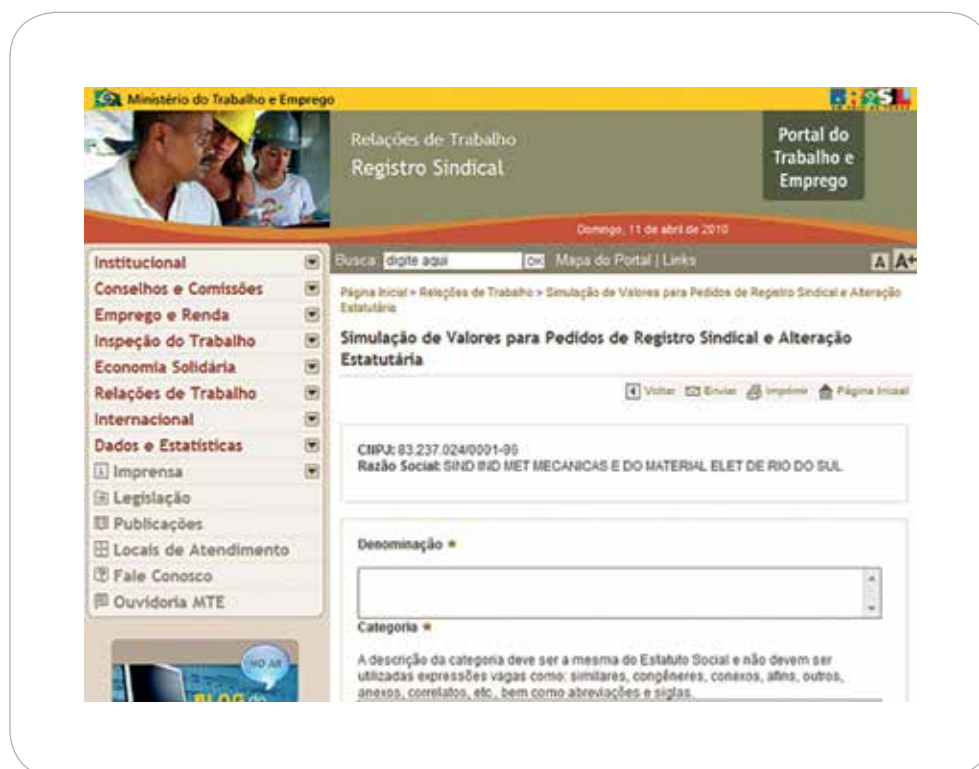 Ministério do Trabalho e Emprego
BRASIL
Relações de Trabalho
Registro Sindical
Portal do
Trabalho e
Emprego
Domingo, 11 de abril de 2010
Institucional
Conselhos e Comissões
Emprego e Renda
Inspeção do Trabalho
Economia Solidária
Relações de Trabalho
Internacional
Dados e Estatísticas
Imprensa
Legislação
Publicações
Locais de Atendimento
Fale Conosco
Ouvidoria MTE
NO AR
BLOG do
Busca: digite aqui OK Mapa do Portal | Links A A+
Página Inicial > Relações de Trabalho > Simulação de Valores para Pedidos de Registro Sindical e Alteração
Estatutária
Simulação de Valores para Pedidos de Registro Sindical e Alteração
Estatutária
Voltar Enviar Imprimir Página Inicial
CNPJ: 83.237.024/0001-96
Razão Social: SIND IND MET MECANICAS E DO MATERIAL ELET DE RIO DO SUL
Denominação *
Categoria *
A descrição da categoria deve ser a mesma do Estatuto Social e não devem ser
utilizadas expressões vagas como: similares, congêneres, conexos, afins, outros,
anexos, correlatos, etc., bem como abreviações e siglas.